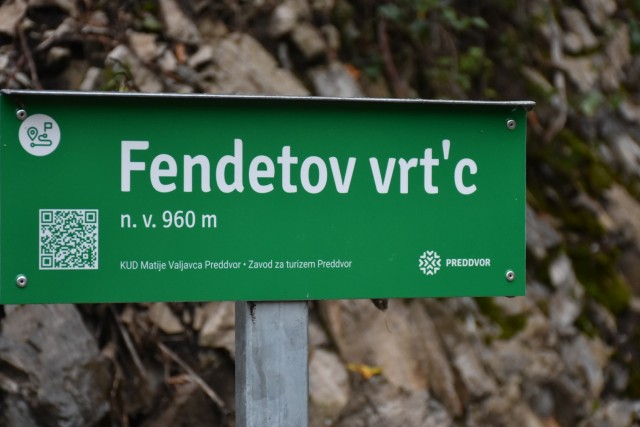 Fendetov vrt'c
n. v. 960 m
KUD Matije Valjavca Preddvor • Zavod za turizem Preddvor
PREDDVOR